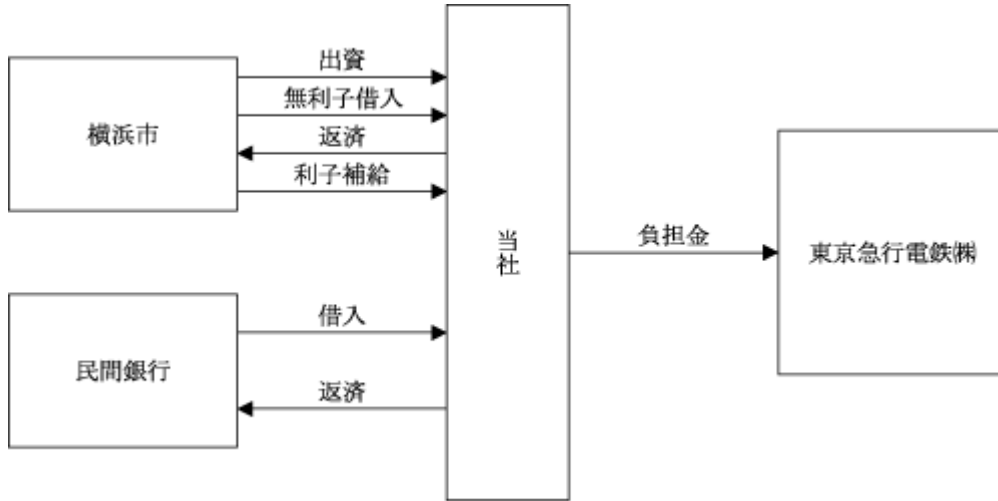 横浜市
出資
無利子借入
返済
利子補給
民間銀行
借入
返済
当社
負担金
東京急行電鉄㈱